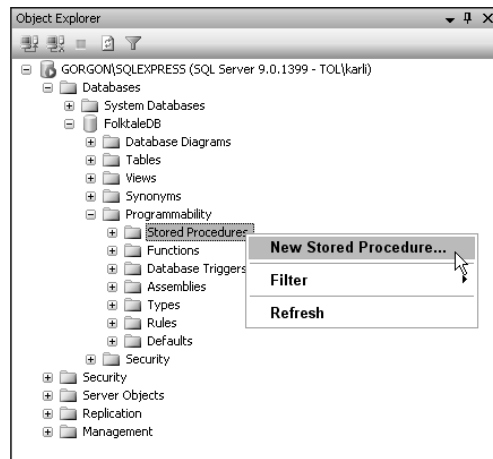 Object Explorer
GORGON\SQLEXPRESS (SQL Server 9.0.1399 - TOL\karli)
Databases
System Databases
FolktaleDB
Database Diagrams
Tables
Views
Synonyms
Programmability
Stored Procedures
New Stored Procedure...
Functions
Database Triggers
Filter
Assemblies
Types
Refresh
Rules
Defaults
Security
Security
Server Objects
Replication
Management